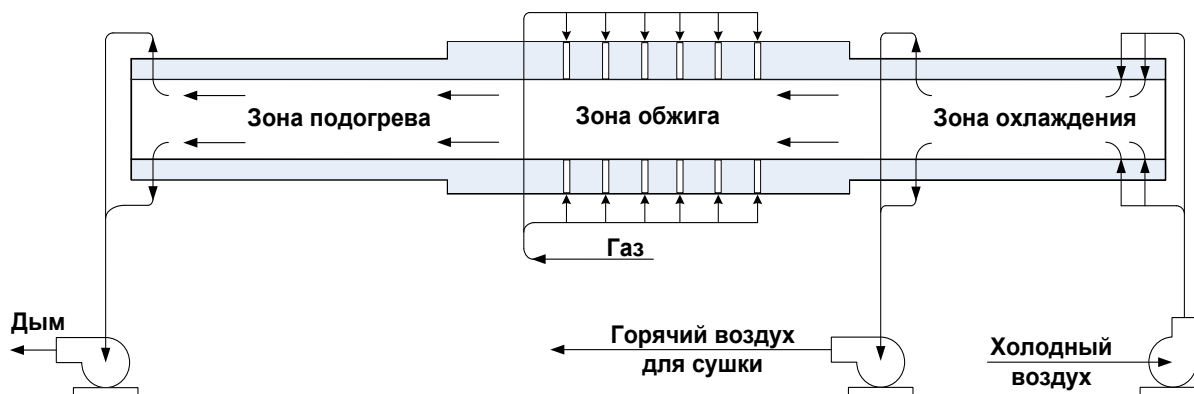 Зона подогрева
Зона обжига
Зона охлаждения
Газ
Дым
Горячий воздух
для сушки
Холодный
воздух